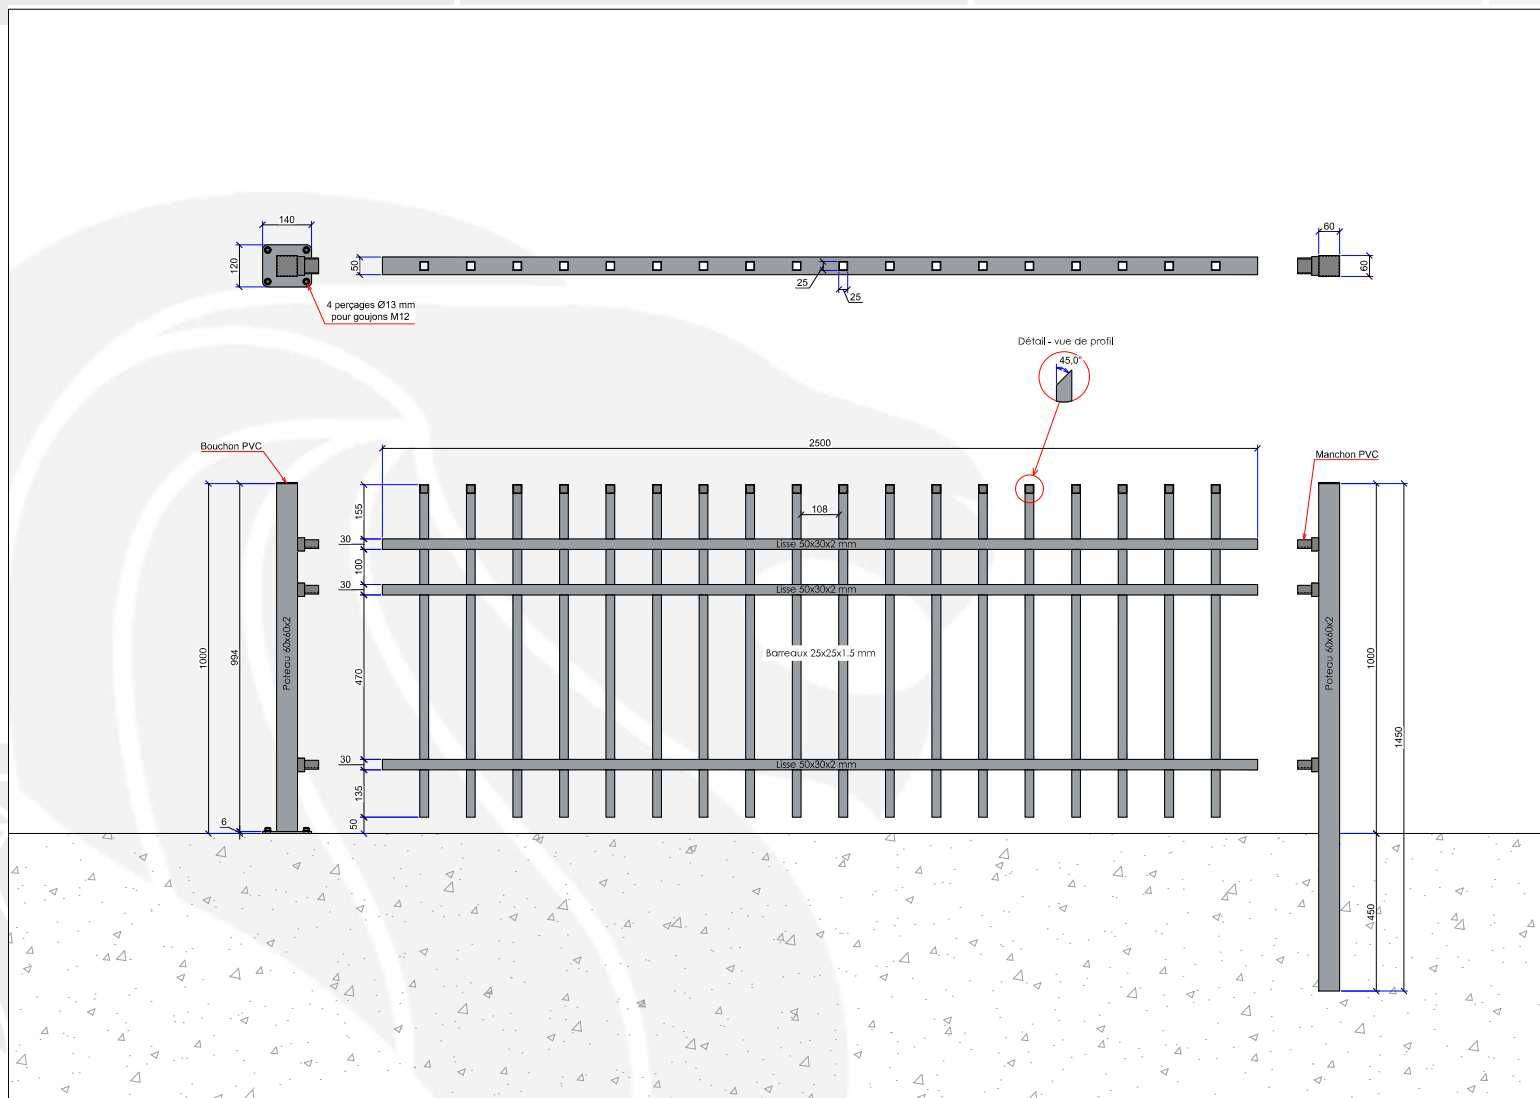 140
120
4 perçages Ø13 mm
pour goujons M12
50
25
25
60
60
Détail - vue de profil
45,0°
Bouchon PVC
2500
Manchon PVC
155
108
30
Lisse 50x30x2 mm
100
30
Lisse 50x30x2 mm
1000
994
Poteau 60x60x2
470
Barreaux 25x25x1.5 mm
Poteau 60x60x2
1000
1450
30
Lisse 50x30x2 mm
135
6
50
450